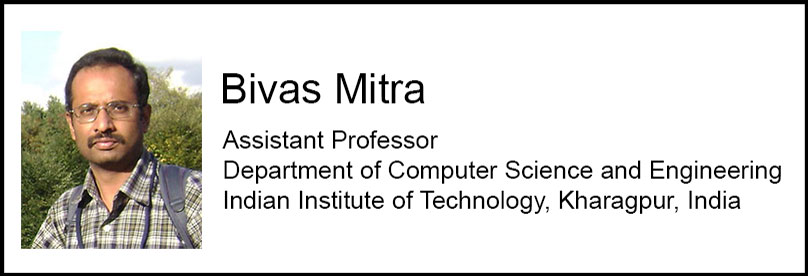 Bivas Mitra
Assistant Professor
Department of Computer Science and Engineering
Indian Institute of Technology, Kharagpur, India